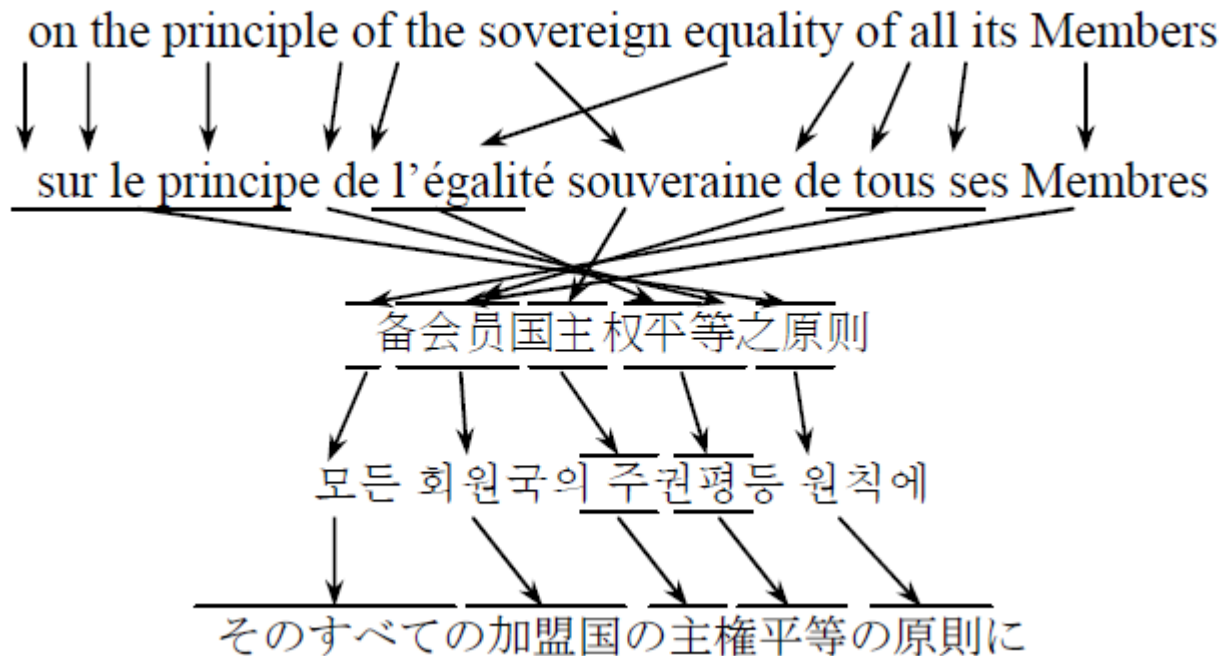 on the principle of the sovereign equality of all its Members
sur le principe de l’égalité souveraine de tous ses Membres
备会员国主权平等之原则
모든 회원국의 주권평등 원칙에
そのすべての加盟国の主権平等の原則に